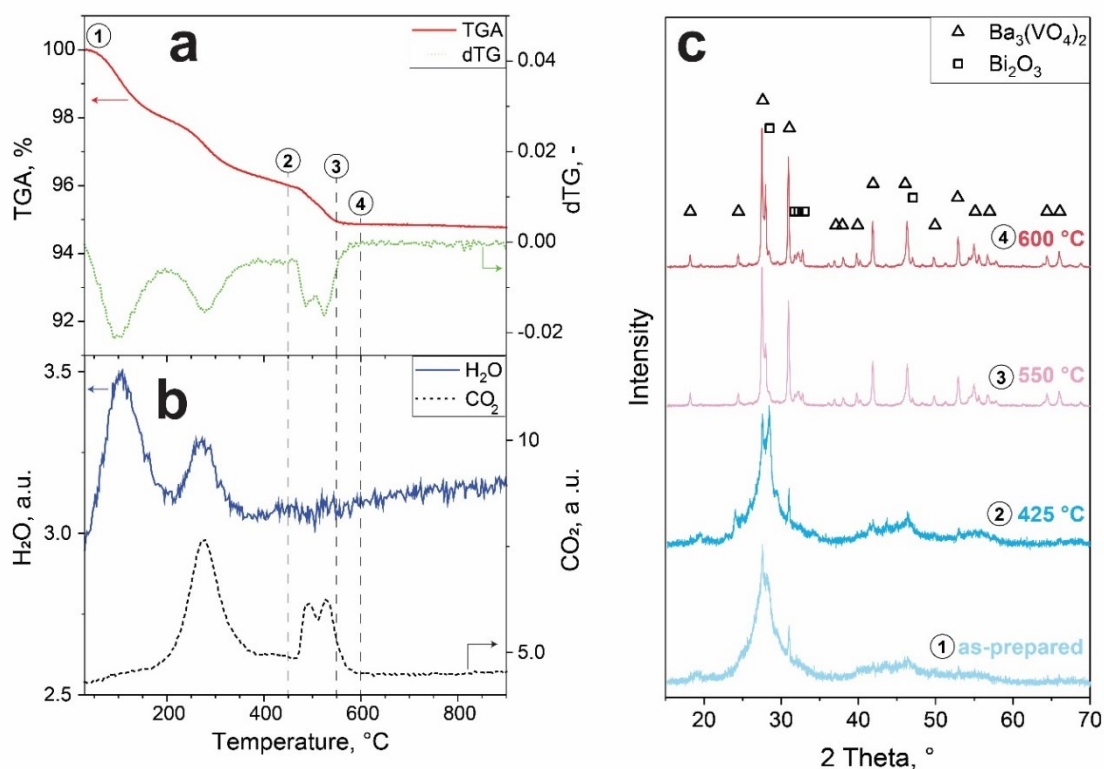 a
TGA
dTG
1
2
3
4
100
98
96
94
92
TGA, %
0.04
0.02
0.00
-0.02
dTG, -
b
H₂O
CO₂
3.5
3.0
2.5
H₂O, a.u.
10
5.0
CO₂, a .u.
200 400 600 800
Temperature, °C
c
△ Ba₃(VO₄)₂
□ Bi₂O₃
④ 600 °C
③ 550 °C
② 425 °C
① as-prepared
Intensity
20 30 40 50 60 70
2 Theta, °